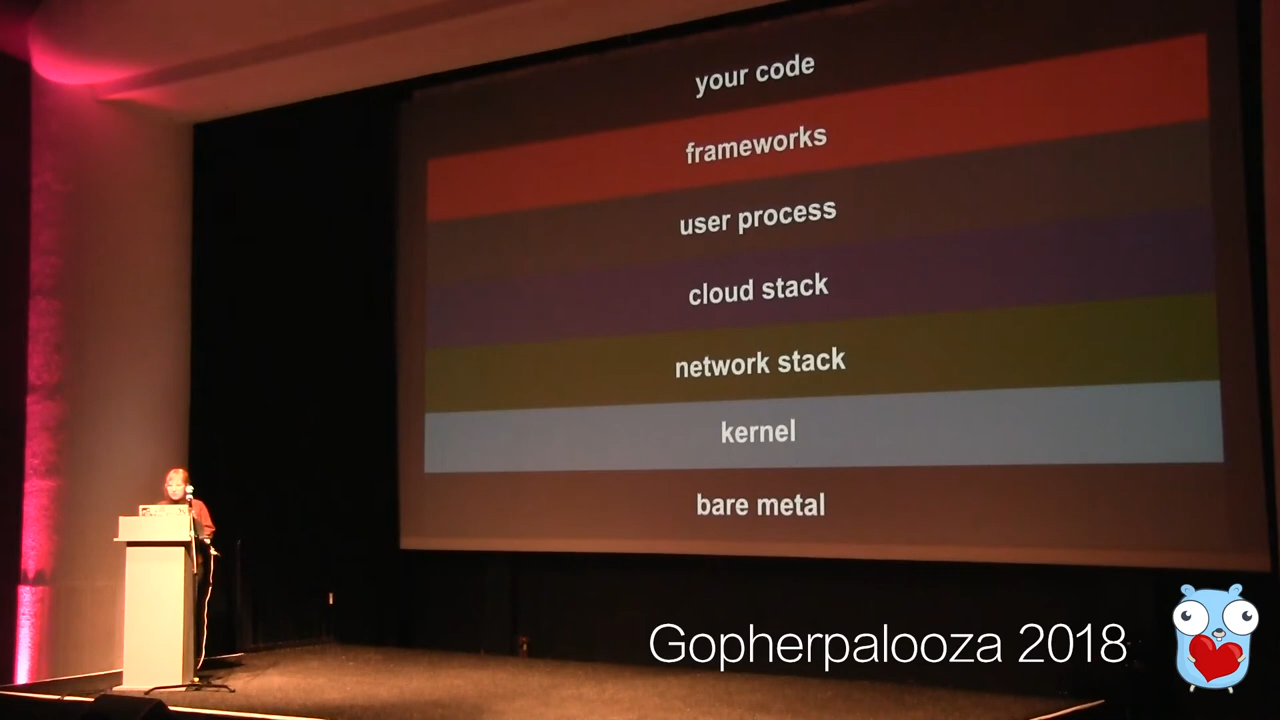 your code
frameworks
user process
cloud stack
network stack
kernel
bare metal
Gopherpalooza 2018